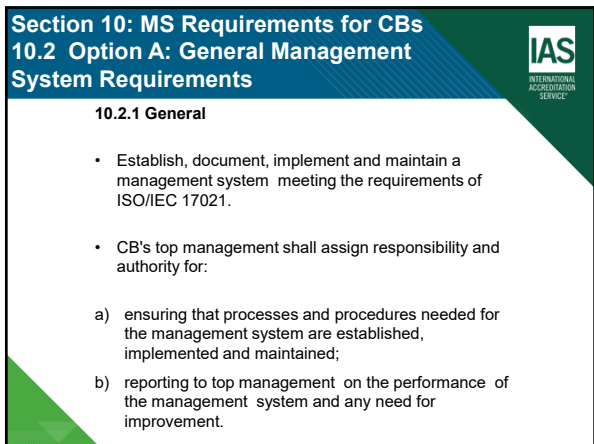 Section 10: MS Requirements for CBs
10.2 Option A: General Management
System Requirements
IAS
INTERNATIONAL
ACCREDITATION
SERVICE®
10.2.1 General
• Establish, document, implement and maintain a
management system meeting the requirements of
ISO/IEC 17021.
• CB's top management shall assign responsibility and
authority for:
a) ensuring that processes and procedures needed for
the management system are established,
implemented and maintained;
b) reporting to top management on the performance of
the management system and any need for
improvement.